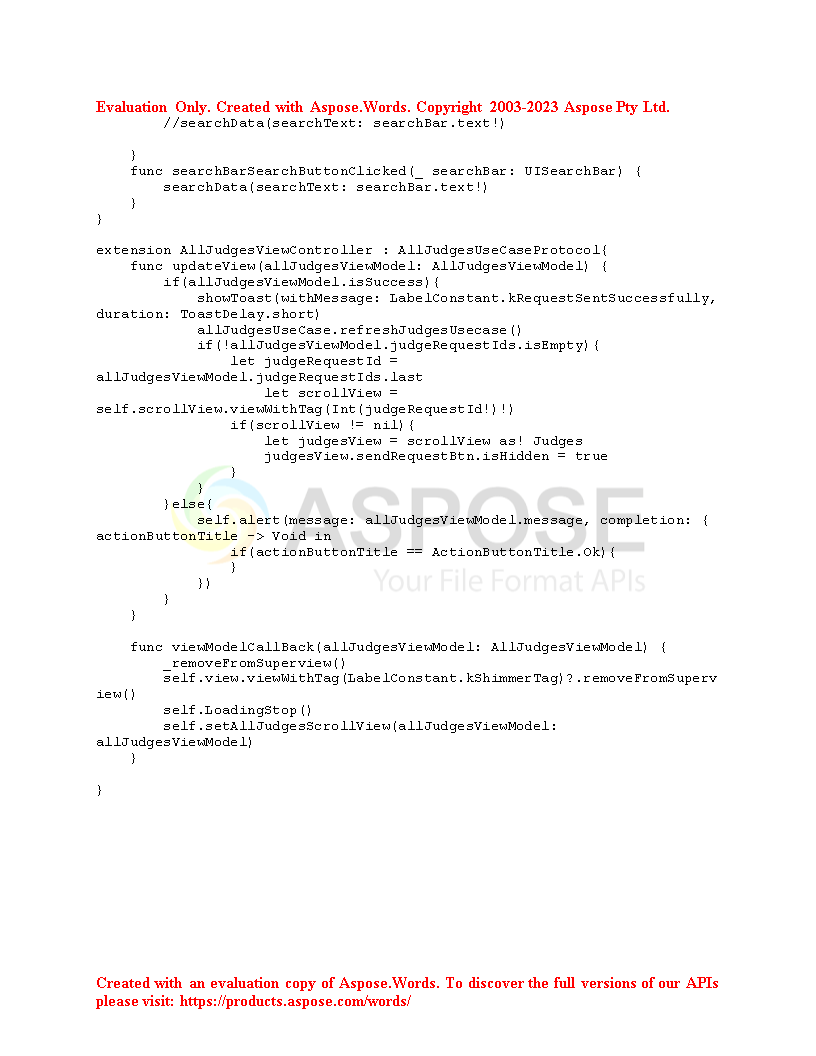 Evaluation Only. Created with Aspose.Words. Copyright 2003-2023 Aspose Pty Ltd.
        //searchData(searchText: searchBar.text!)

    }
    func searchBarSearchButtonClicked(_ searchBar: UISearchBar) {
        searchData(searchText: searchBar.text!)
    }
}

extension AllJudgesViewController : AllJudgesUseCaseProtocol{
    func updateView(allJudgesViewModel: AllJudgesViewModel) {
        if(allJudgesViewModel.isSuccess){
            showToast(withMessage: LabelConstant.kRequestSentSuccessfully,
duration: ToastDelay.short)
            allJudgesUseCase.refreshJudgesUsecase()
            if(!allJudgesViewModel.judgeRequestIds.isEmpty){
                let judgeRequestId =
allJudgesViewModel.judgeRequestIds.last
                    let scrollView =
self.scrollView.viewWithTag(Int(judgeRequestId!)!)
                if(scrollView != nil){
                    let judgesView = scrollView as! Judges
                    judgesView.sendRequestBtn.isHidden = true
                }
            }
        }else{
            self.alert(message: allJudgesViewModel.message, completion: {
actionButtonTitle -> Void in
                if(actionButtonTitle == ActionButtonTitle.Ok){
                }
            })
        }
    }
ASPOSE
Your File Format APIs

    func viewModelCallBack(allJudgesViewModel: AllJudgesViewModel) {
        _removeFromSuperview()
        self.view.viewWithTag(LabelConstant.kShimmerTag)?.removeFromSuperv
iew()
        self.LoadingStop()
        self.setAllJudgesScrollView(allJudgesViewModel:
allJudgesViewModel)
    }

}
Created with an evaluation copy of Aspose.Words. To discover the full versions of our APIs
please visit: https://products.aspose.com/words/